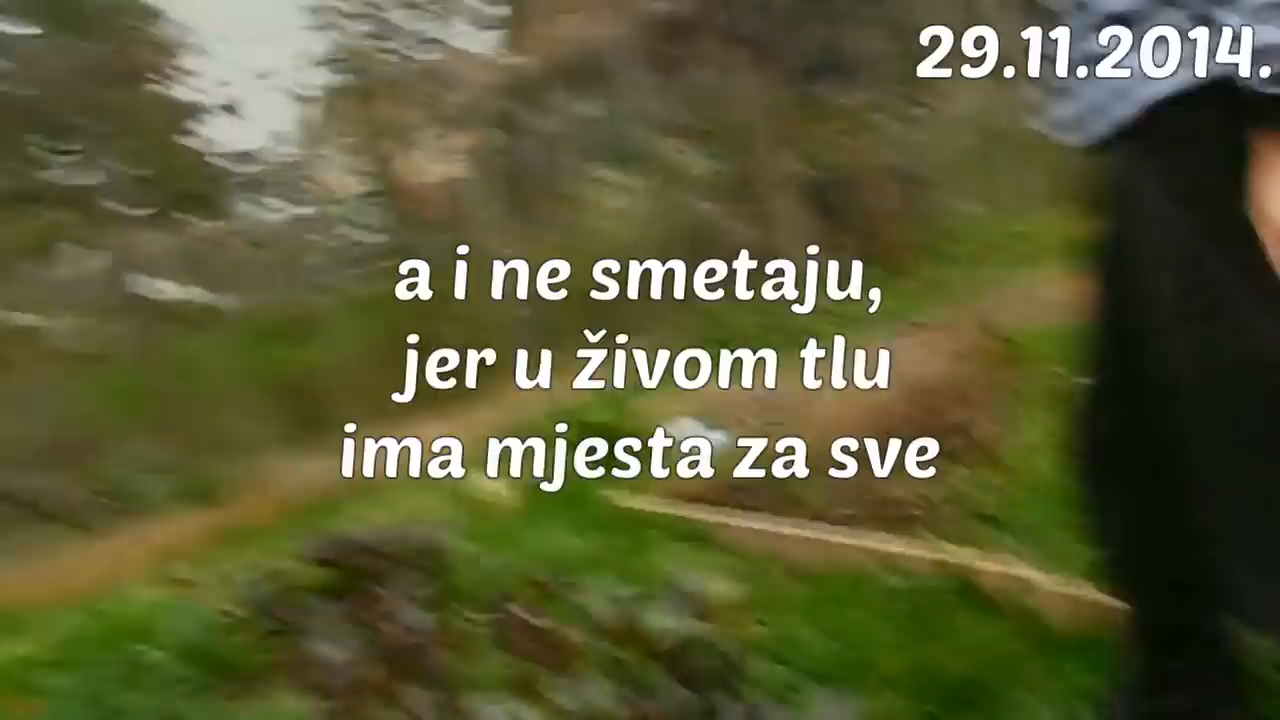 29.11.2014.
a i ne smetaju,
jer u živom tlu
ima mjesta za sve